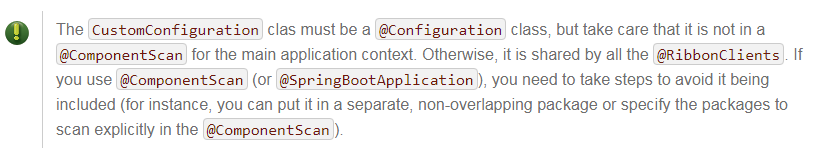 The CustomConfiguration clas must be a @Configuration class, but take care that it is not in a
@ComponentScan for the main application context. Otherwise, it is shared by all the @RibbonClients. If
you use @ComponentScan (or @SpringBootApplication), you need to take steps to avoid it being
included (for instance, you can put it in a separate, non-overlapping package or specify the packages to
scan explicitly in the @ComponentScan).